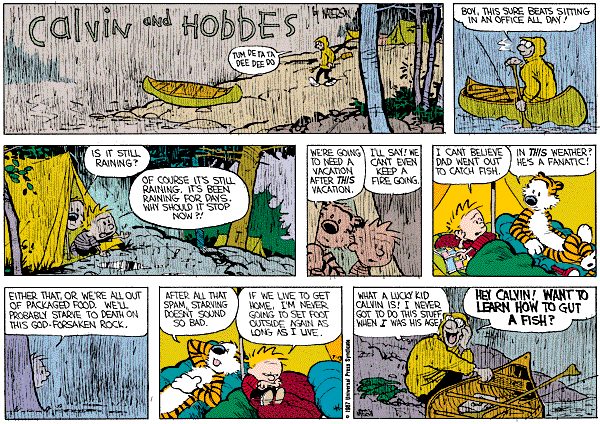 CALVIN AND HOBBES
BY WATTERSON
TUM DE TA TA
DEE DEE DO
BOY, THIS SURE BEATS SITTING
IN AN OFFICE ALL DAY!
IS IT STILL
RAINING?
OF COURSE IT'S STILL
RAINING. IT'S BEEN
RAINING FOR DAYS.
WHY SHOULD IT STOP
NOW?!
WE'RE GOING
TO NEED A
VACATION
AFTER THIS
VACATION.
I'LL SAY! WE
CAN'T EVEN
KEEP A
FIRE GOING.
I CAN'T BELIEVE
DAD WENT OUT
TO CATCH FISH.
IN THIS WEATHER?
HE'S A FANATIC!
EITHER THAT, OR WE'RE ALL OUT
OF PACKAGED FOOD. WE'LL
PROBABLY STARVE TO DEATH ON
THIS GOD-FORSAKEN ROCK.
AFTER ALL THAT
SPAM, STARVING
DOESN'T SOUND
SO BAD.
IF WE LIVE TO GET
HOME, I'M NEVER
GOING TO SET FOOT
OUTSIDE AGAIN AS
LONG AS I LIVE.
© 1987 Universal Press Syndicate
WHAT A LUCKY KID
CALVIN IS! I NEVER
GOT TO DO THIS STUFF
WHEN I WAS HIS AGE.
HEY CALVIN! WANT TO
LEARN HOW TO GUT
A FISH?